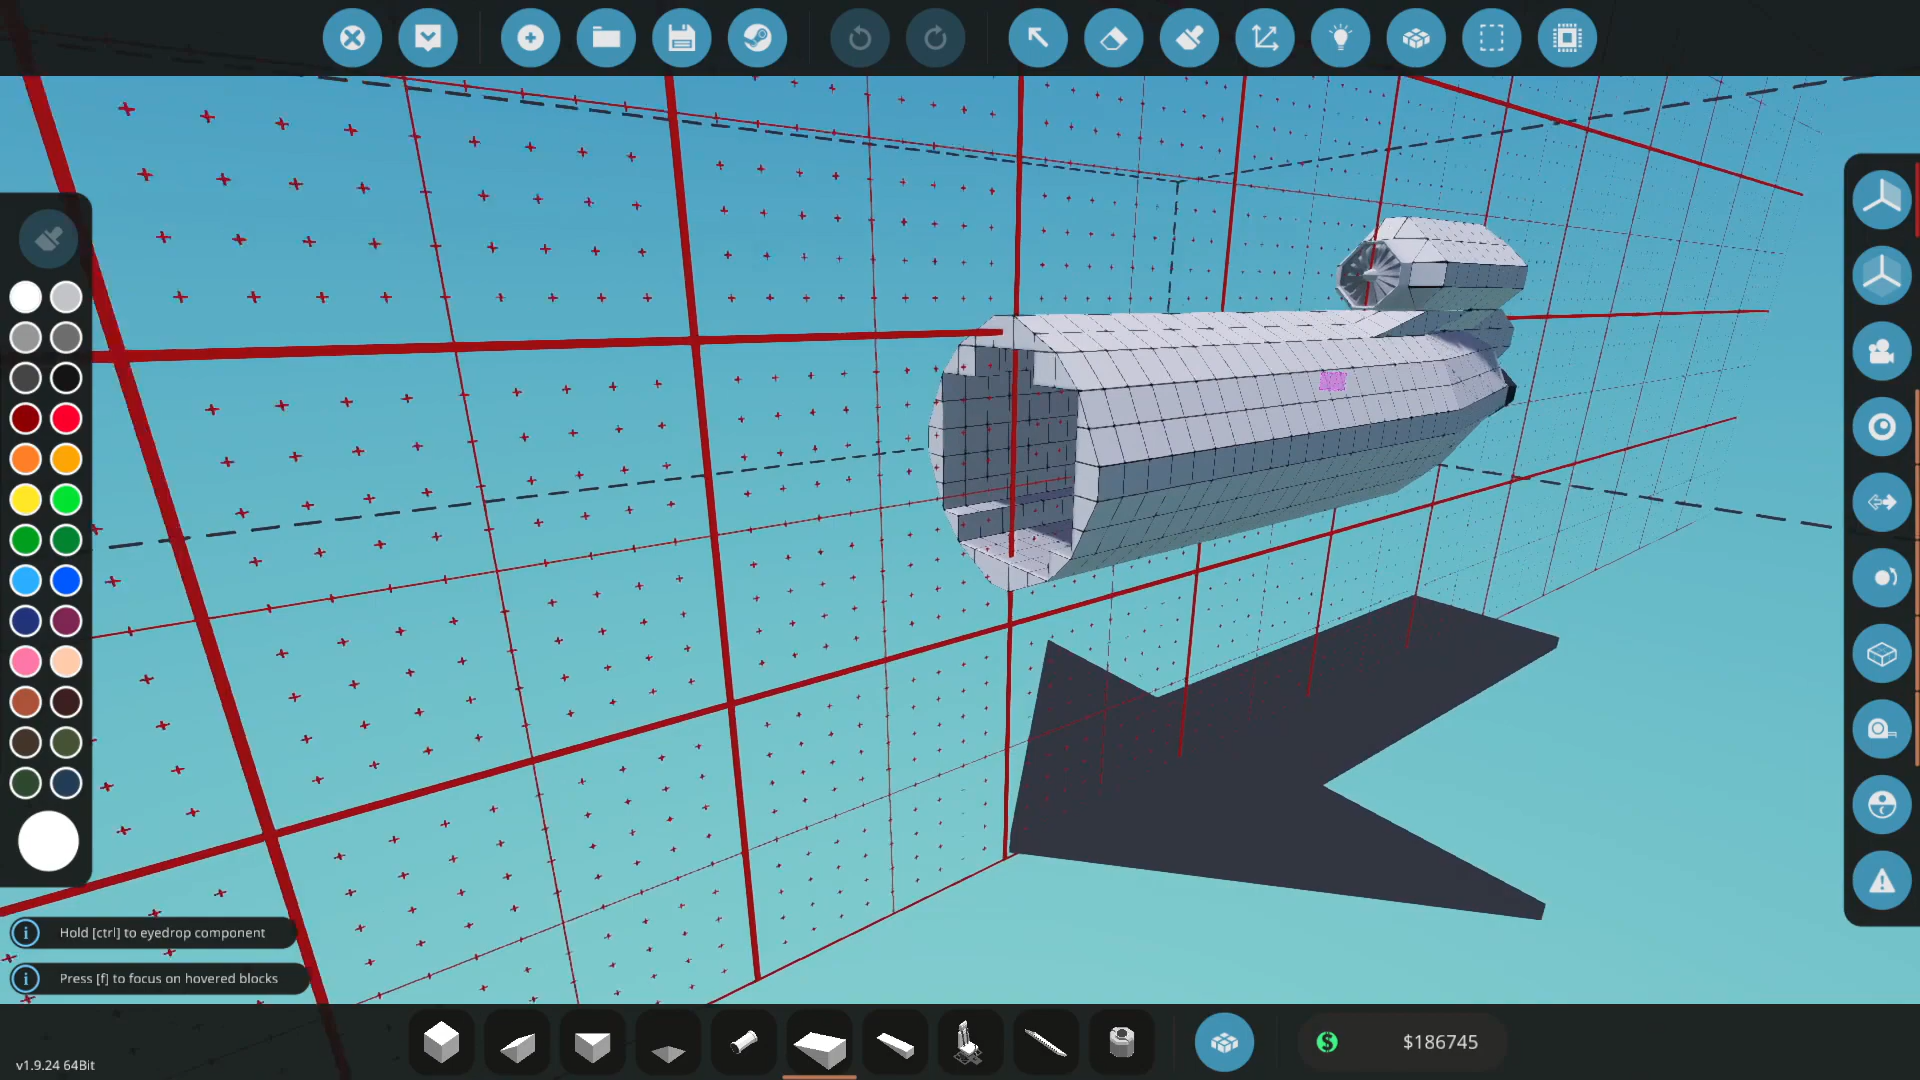 Hold [ctrl] to eyedrop component
Press [f] to focus on hovered blocks
v1.9.24 64Bit
$ $186745